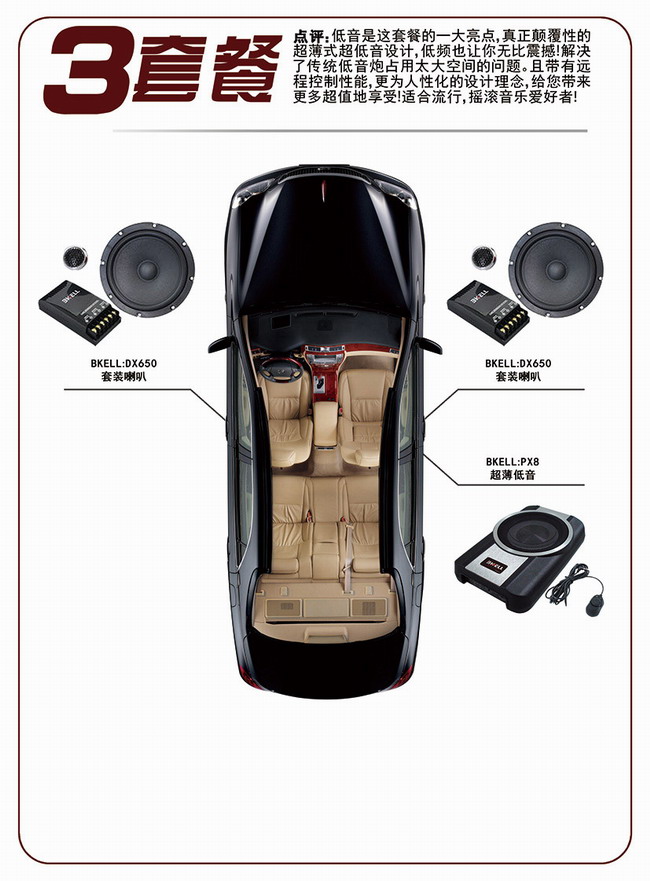 3套餐
点评:低音是这套餐的一大亮点,真正颠覆性的
超薄式超低音设计,低频也让你无比震撼!解决
了传统低音炮占用太大空间的问题。且带有远
程控制性能,更为人性化的设计理念,给您带来
更多超值地享受!适合流行,摇滚音乐爱好者!
BKELL
BKELL
BKELL:DX650
套装喇叭
BKELL:DX650
套装喇叭
BKELL:PX8
超薄低音
BKELL